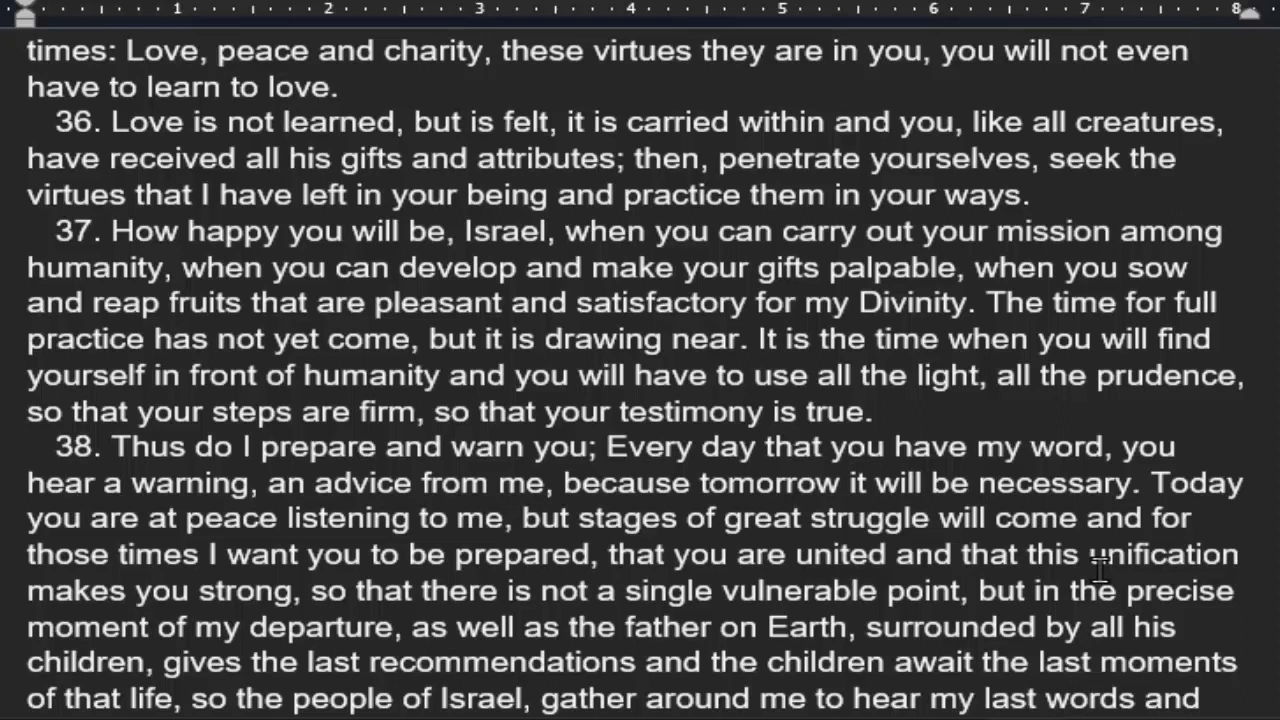 1 2 3 4 5 6 7 8
times: Love, peace and charity, these virtues they are in you, you will not even
have to learn to love.
36. Love is not learned, but is felt, it is carried within and you, like all creatures,
have received all his gifts and attributes; then, penetrate yourselves, seek the
virtues that I have left in your being and practice them in your ways.
37. How happy you will be, Israel, when you can carry out your mission among
humanity, when you can develop and make your gifts palpable, when you sow
and reap fruits that are pleasant and satisfactory for my Divinity. The time for full
practice has not yet come, but it is drawing near. It is the time when you will find
yourself in front of humanity and you will have to use all the light, all the prudence,
so that your steps are firm, so that your testimony is true.
38. Thus do I prepare and warn you; Every day that you have my word, you
hear a warning, an advice from me, because tomorrow it will be necessary. Today
you are at peace listening to me, but stages of great struggle will come and for
those times I want you to be prepared, that you are united and that this unification
makes you strong, so that there is not a single vulnerable point, but in the precise
moment of my departure, as well as the father on Earth, surrounded by all his
children, gives the last recommendations and the children await the last moments
of that life, so the people of Israel, gather around me to hear my last words and